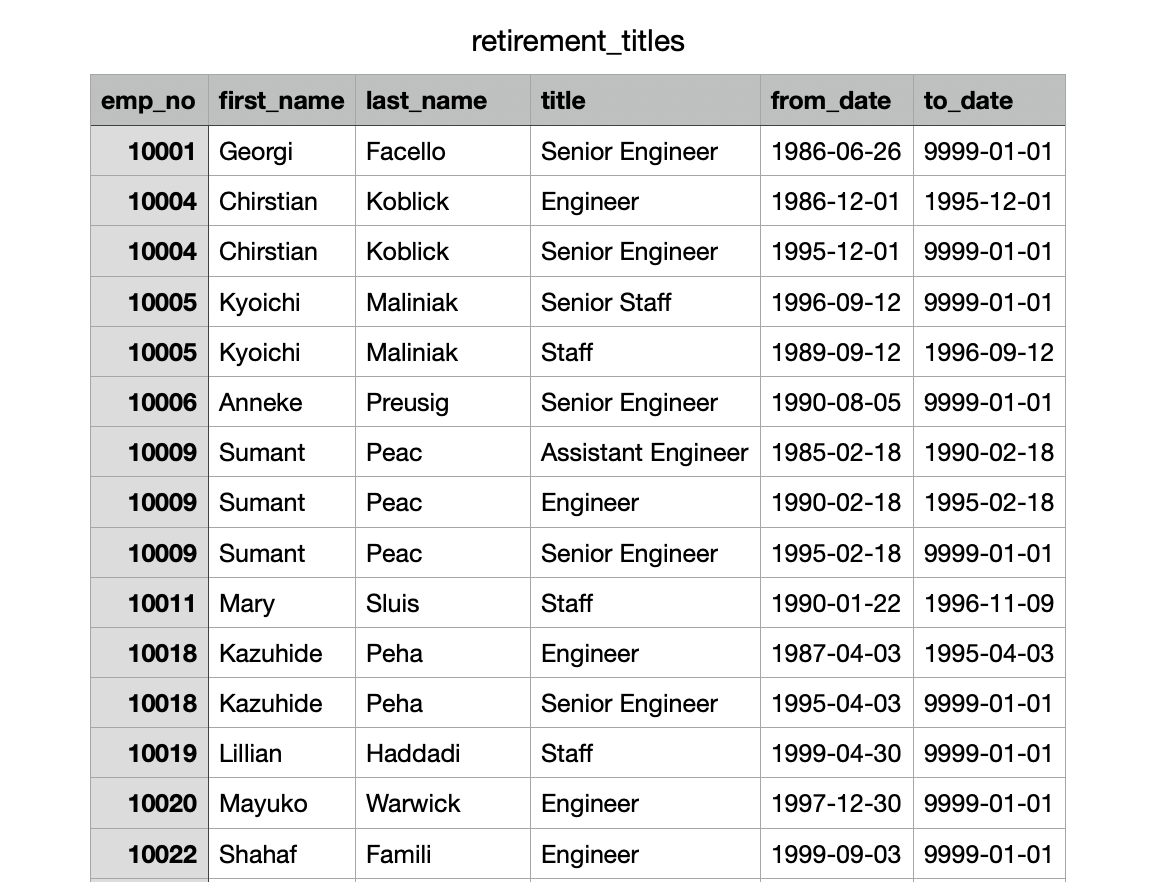 retirement_titles
emp_no first_name last_name title from_date to_date
10001 Georgi Facello Senior Engineer 1986-06-26 9999-01-01
10004 Chirstian Koblick Engineer 1986-12-01 1995-12-01
10004 Chirstian Koblick Senior Engineer 1995-12-01 9999-01-01
10005 Kyoichi Maliniak Senior Staff 1996-09-12 9999-01-01
10005 Kyoichi Maliniak Staff 1989-09-12 1996-09-12
10006 Anneke Preusig Senior Engineer 1990-08-05 9999-01-01
10009 Sumant Peac Assistant Engineer 1985-02-18 1990-02-18
10009 Sumant Peac Engineer 1990-02-18 1995-02-18
10009 Sumant Peac Senior Engineer 1995-02-18 9999-01-01
10011 Mary Sluis Staff 1990-01-22 1996-11-09
10018 Kazuhide Peha Engineer 1987-04-03 1995-04-03
10018 Kazuhide Peha Senior Engineer 1995-04-03 9999-01-01
10019 Lillian Haddadi Staff 1999-04-30 9999-01-01
10020 Mayuko Warwick Engineer 1997-12-30 9999-01-01
10022 Shahaf Famili Engineer 1999-09-03 9999-01-01